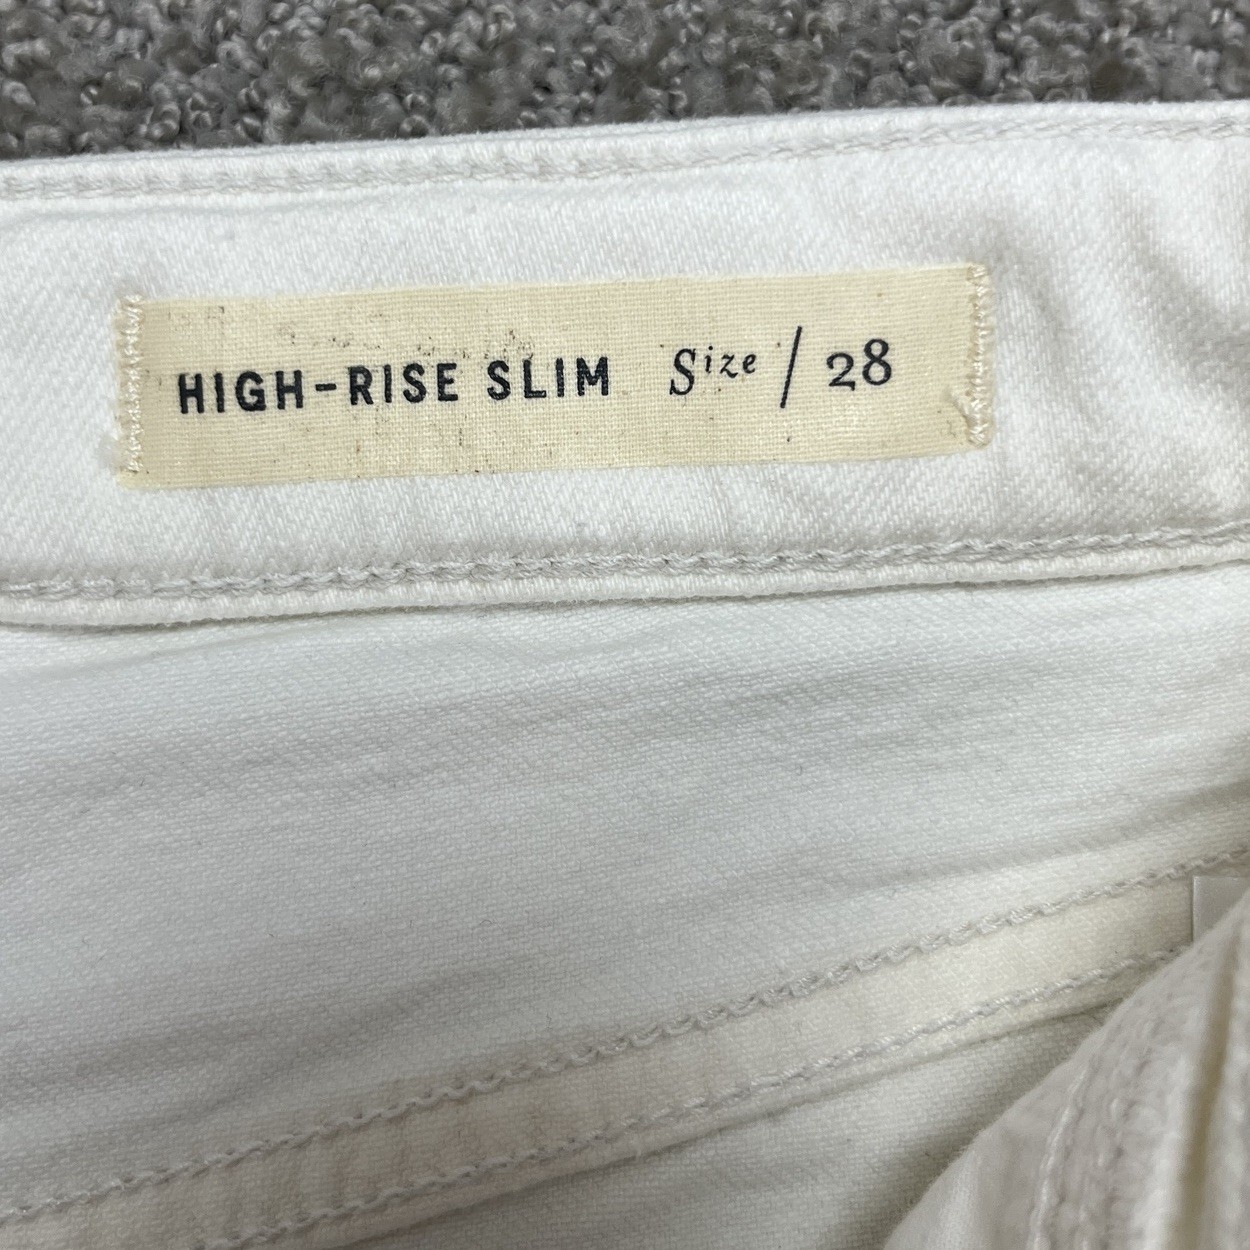 HIGH-RISE SLIM Size / 28